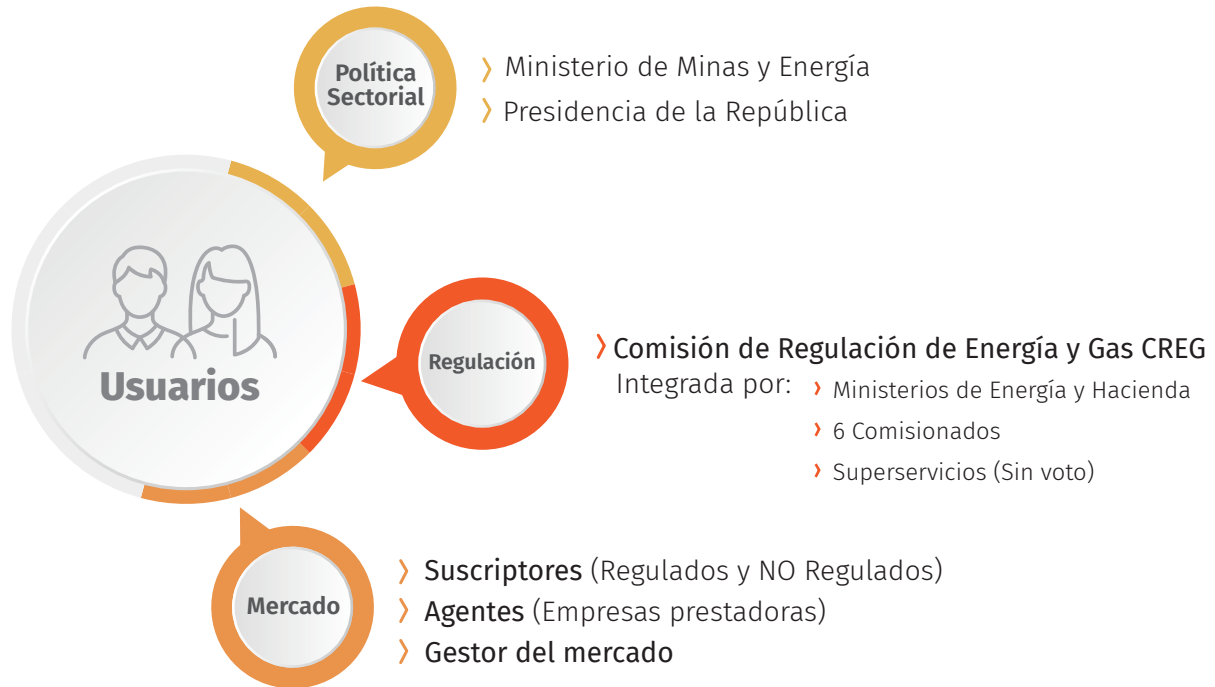 Política
Sectorial
Ministerio de Minas y Energía
Presidencia de la República
Usuarios
Regulación
Comisión de Regulación de Energía y Gas CREG
Integrada por:
Ministerios de Energía y Hacienda
6 Comisionados
Superservicios (Sin voto)
Mercado
Suscriptores (Regulados y NO Regulados)
Agentes (Empresas prestadoras)
Gestor del mercado